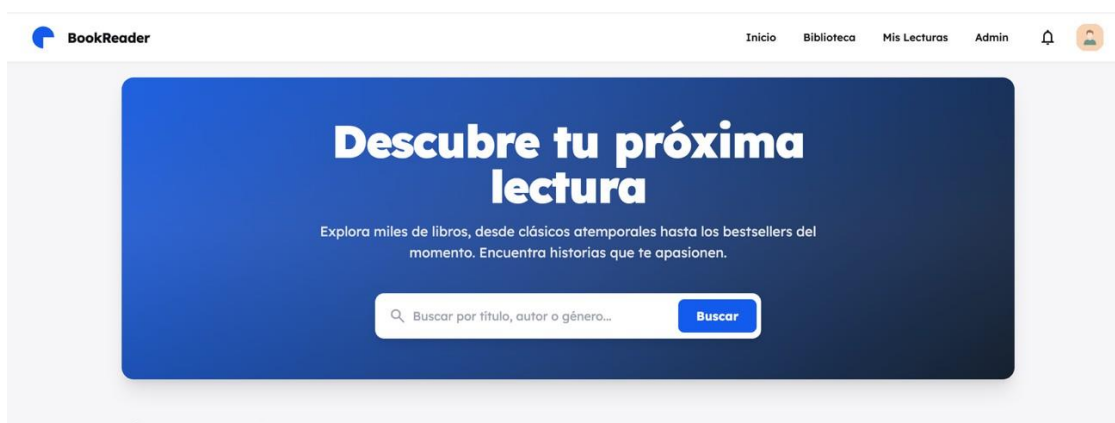 BookReader
Inicio Biblioteca Mis Lecturas Admin
Descubre tu próxima
lectura
Explora miles de libros, desde clásicos atemporales hasta los bestsellers del
momento. Encuentra historias que te apasionen.
Buscar por título, autor o género...
Buscar